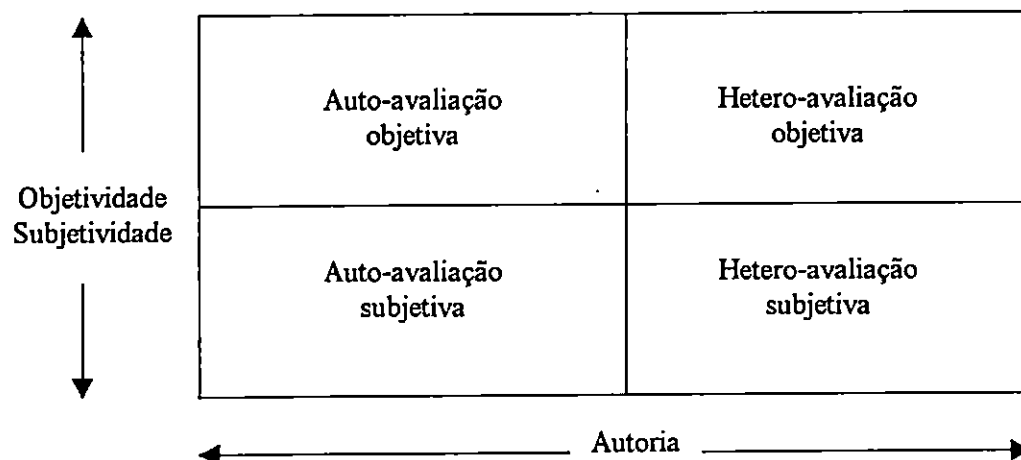 Auto-avaliação
objetiva
Hetero-avaliação
objetiva
Objetividade
Subjetividade
Auto-avaliação
subjetiva
Hetero-avaliação
subjetiva
Autoria